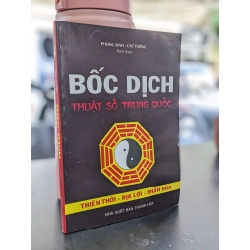 PHONG SINH - CÁT TƯỜNG
BỐC DỊCH
THUẬT SỐ TRUNG QUỐC
THIÊN THỜI - ĐỊA LỢI - NHÂN HÒA
NHÀ XUẤT BẢN THANH HÓA